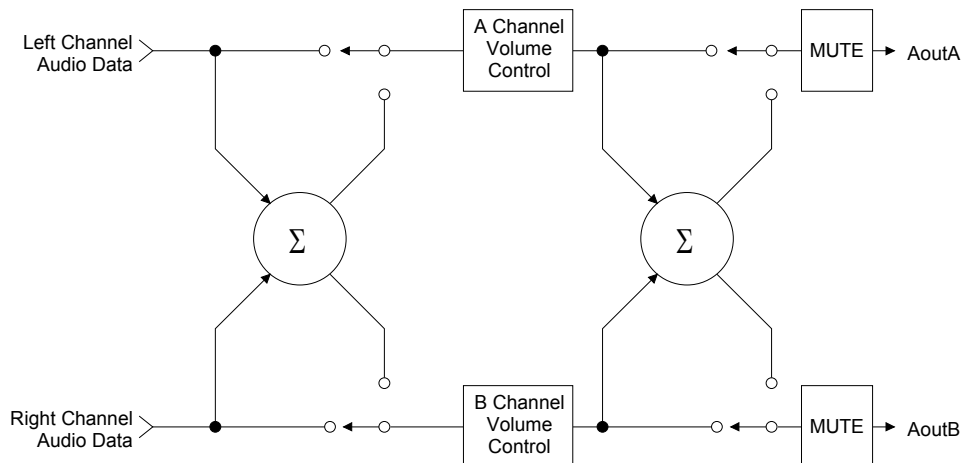 Left Channel
Audio Data
A Channel
Volume
Control
MUTE
AoutA
Σ
Σ
Right Channel
Audio Data
B Channel
Volume
Control
MUTE
AoutB